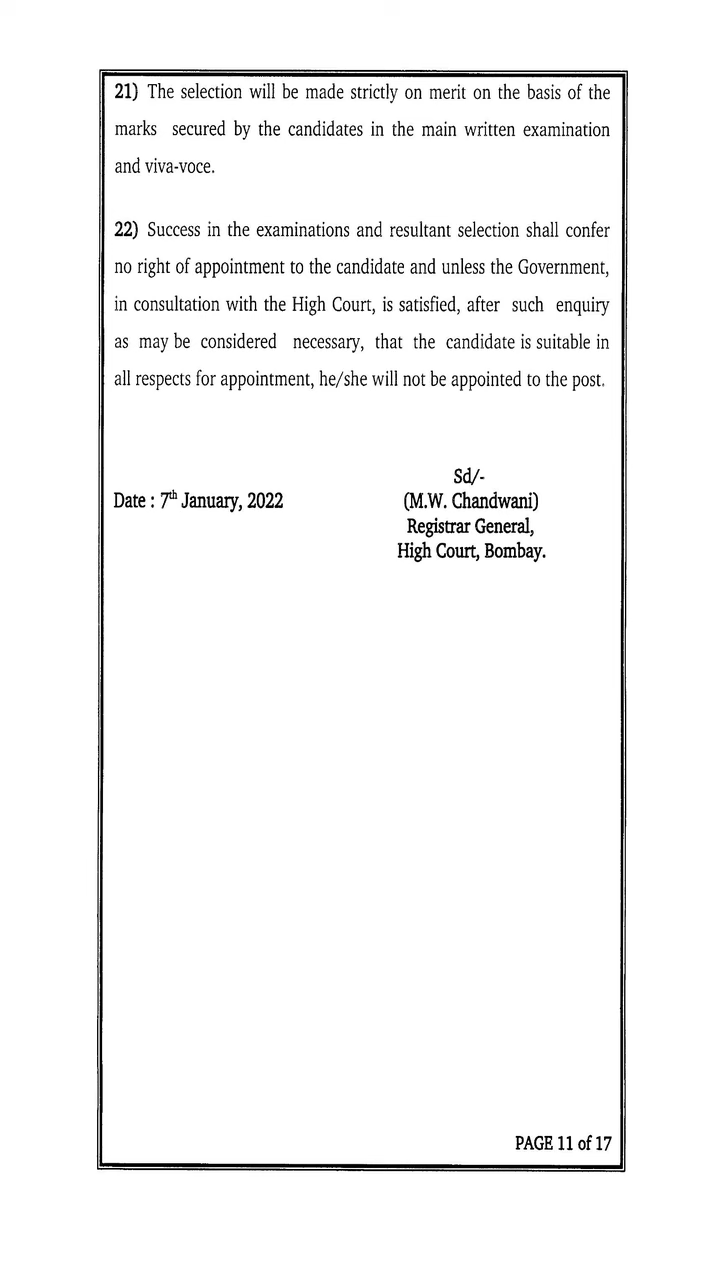 21) The selection will be made strictly on merit on the basis of the
marks secured by the candidates in the main written examination
and viva-voce.
22) Success in the examinations and resultant selection shall confer
no right of appointment to the candidate and unless the Government,
in consultation with the High Court, is satisfied, after such enquiry
as may be considered necessary, that the candidate is suitable in
all respects for appointment, he/she will not be appointed to the post.
Sd/-
Date : 7th January, 2022 (M.W. Chandwani)
Registrar General,
High Court, Bombay.
PAGE 11 of 17